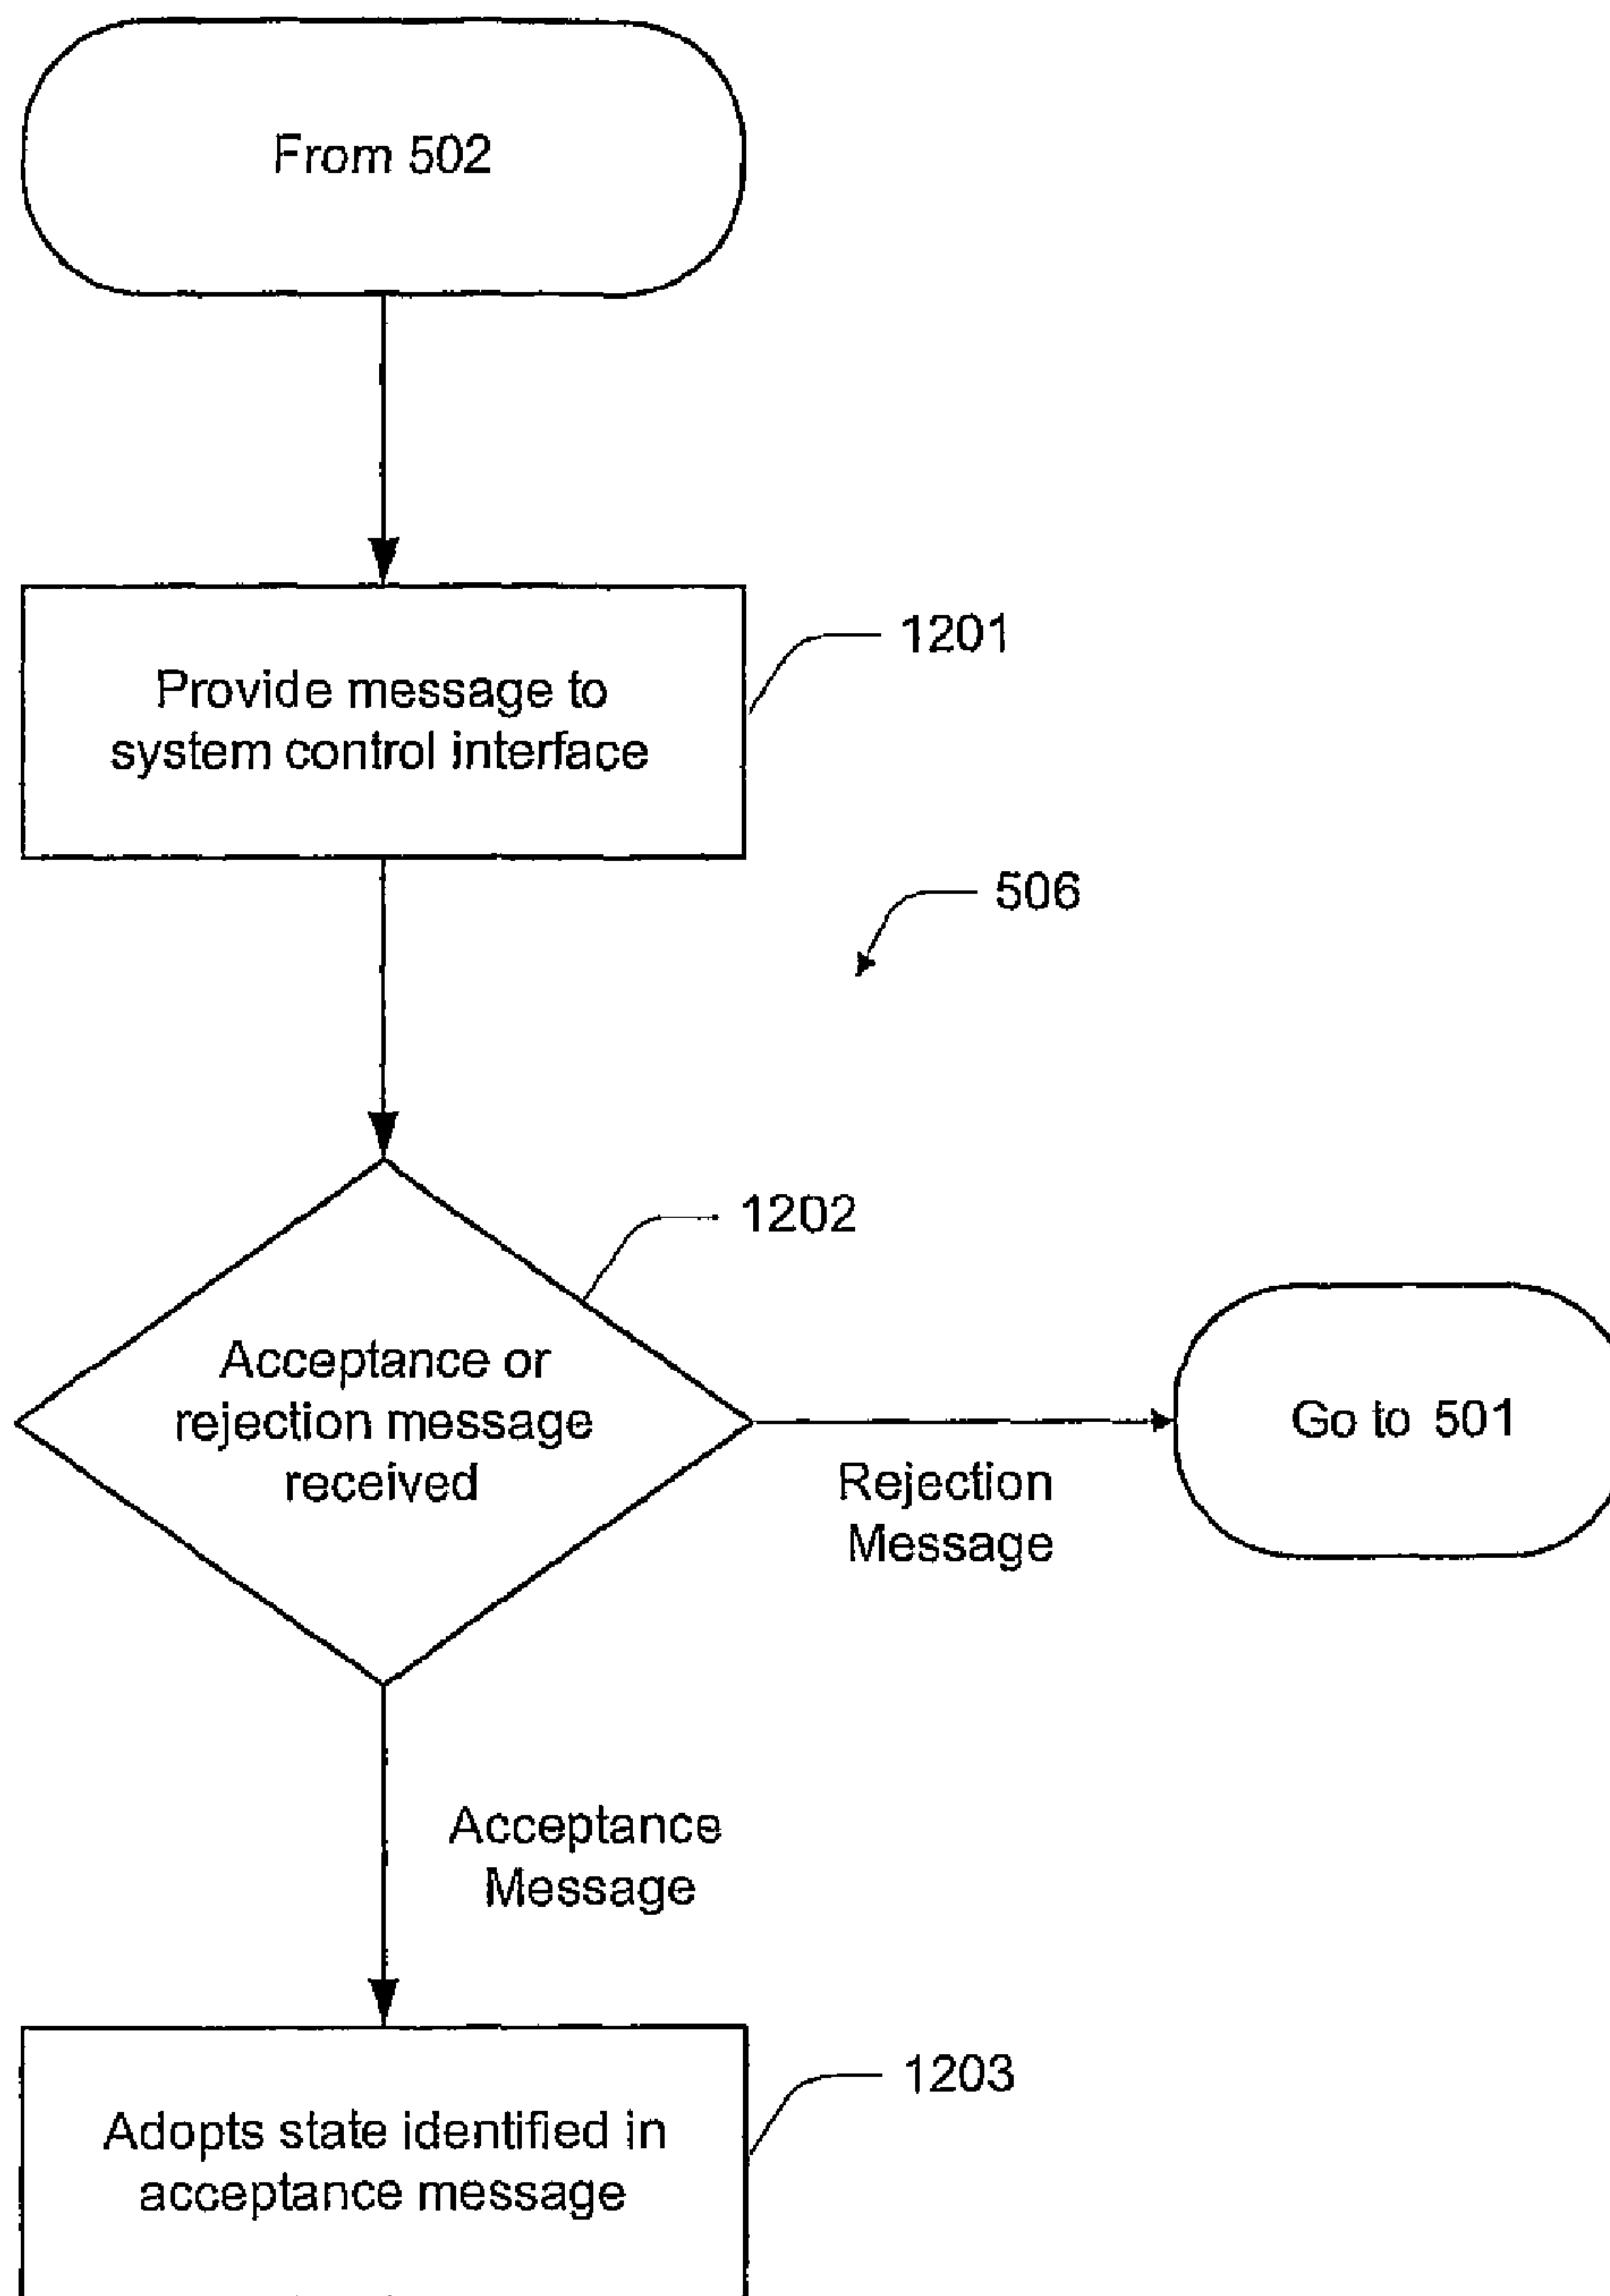 From 502
Provide message to
system control interface
1201
506
Acceptance or
rejection message
received
1202
Rejection
Message
Go to 501
Acceptance
Message
Adopts state identified in
acceptance message
1203